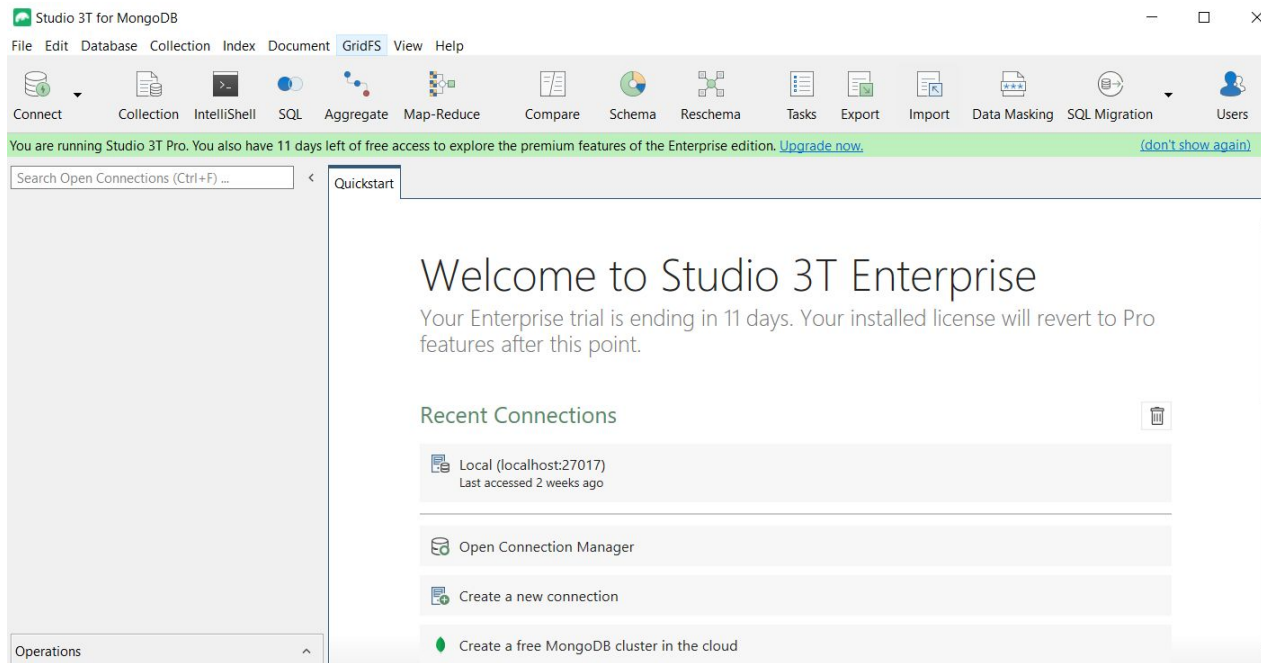 Studio 3T for MongoDB
File Edit Database Collection Index Document GridFS View Help
Connect Collection IntelliShell SQL Aggregate Map-Reduce Compare Schema Reschema Tasks Export Import Data Masking SQL Migration Users
You are running Studio 3T Pro. You also have 11 days left of free access to explore the premium features of the Enterprise edition. Upgrade now. (don't show again)
Search Open Connections (Ctrl+F) ...
Quickstart
Welcome to Studio 3T Enterprise
Your Enterprise trial is ending in 11 days. Your installed license will revert to Pro
features after this point.
Recent Connections
Local (localhost:27017)
Last accessed 2 weeks ago
Open Connection Manager
Create a new connection
Create a free MongoDB cluster in the cloud
Operations